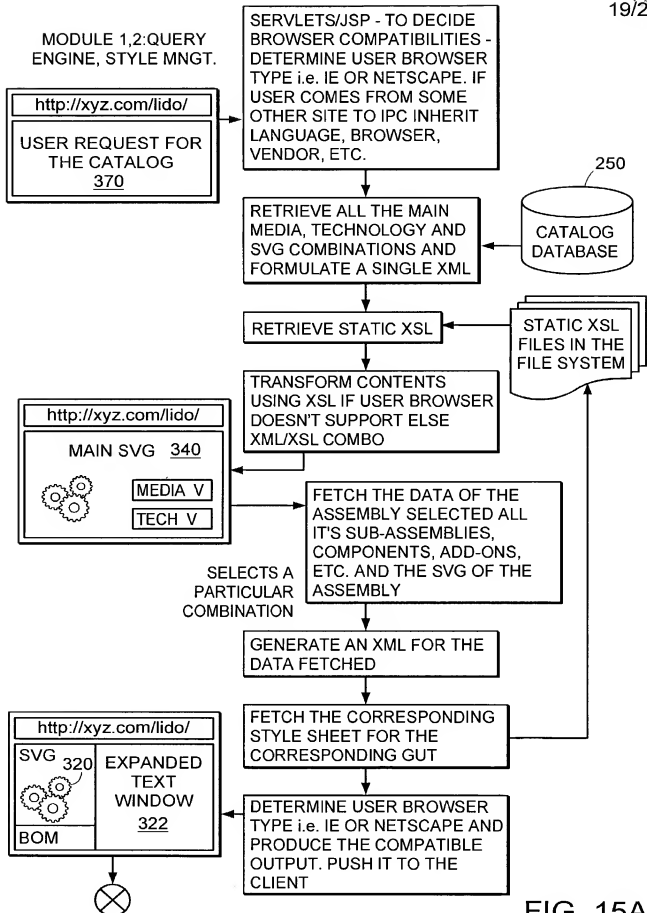 19/2
MODULE 1,2:QUERY
ENGINE, STYLE MNGT.
http://xyz.com/lido/
USER REQUEST FOR
THE CATALOG
370
SERVLETS/JSP - TO DECIDE
BROWSER COMPATIBILITIES -
DETERMINE USER BROWSER
TYPE i.e. IE OR NETSCAPE. IF
USER COMES FROM SOME
OTHER SITE TO IPC INHERIT
LANGUAGE, BROWSER,
VENDOR, ETC.
RETRIEVE ALL THE MAIN
MEDIA, TECHNOLOGY AND
SVG COMBINATIONS AND
FORMULATE A SINGLE XML
250
CATALOG
DATABASE
RETRIEVE STATIC XSL
STATIC XSL
FILES IN THE
FILE SYSTEM
TRANSFORM CONTENTS
USING XSL IF USER BROWSER
DOESN'T SUPPORT ELSE
XML/XSL COMBO
http://xyz.com/lido/
MAIN SVG 340
MEDIA V
TECH V
FETCH THE DATA OF THE
ASSEMBLY SELECTED ALL
IT'S SUB-ASSEMBLIES,
COMPONENTS, ADD-ONS,
ETC. AND THE SVG OF THE
ASSEMBLY
SELECTS A
PARTICULAR
COMBINATION
GENERATE AN XML FOR THE
DATA FETCHED
FETCH THE CORRESPONDING
STYLE SHEET FOR THE
CORRESPONDING GUT
http://xyz.com/lido/
SVG
320
BOM
EXPANDED
TEXT
WINDOW
322
DETERMINE USER BROWSER
TYPE i.e. IE OR NETSCAPE AND
PRODUCE THE COMPATIBLE
OUTPUT. PUSH IT TO THE
CLIENT
FIG. 15A